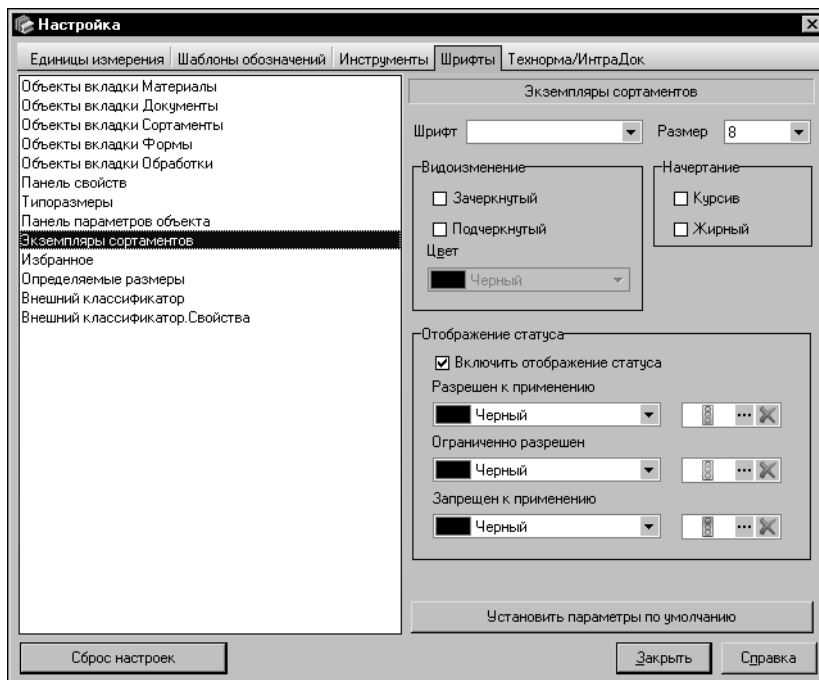 Настройка
Единицы измерения Шаблоны обозначений Инструменты Шрифты Технорма/ИнтраДок
Объекты вкладки Материалы
Объекты вкладки Документы
Объекты вкладки Сортаменты
Объекты вкладки Формы
Объекты вкладки Обработки
Панель свойств
Типоразмеры
Панель параметров объекта
Экземпляры сортаментов
Избранное
Определяемые размеры
Внешний классификатор
Внешний классификатор.Свойства
Экземпляры сортаментов
Шрифт Размер 8
Видоизменение Начертание
Зачеркнутый Курсив
Подчеркнутый Жирный
Цвет
Черный
Отображение статуса
Включить отображение статуса
Разрешен к применению
Черный ...
Ограниченно разрешен
Черный ...
Запрещен к применению
Черный ...
Установить параметры по умолчанию
Сброс настроек Закрыть Справка